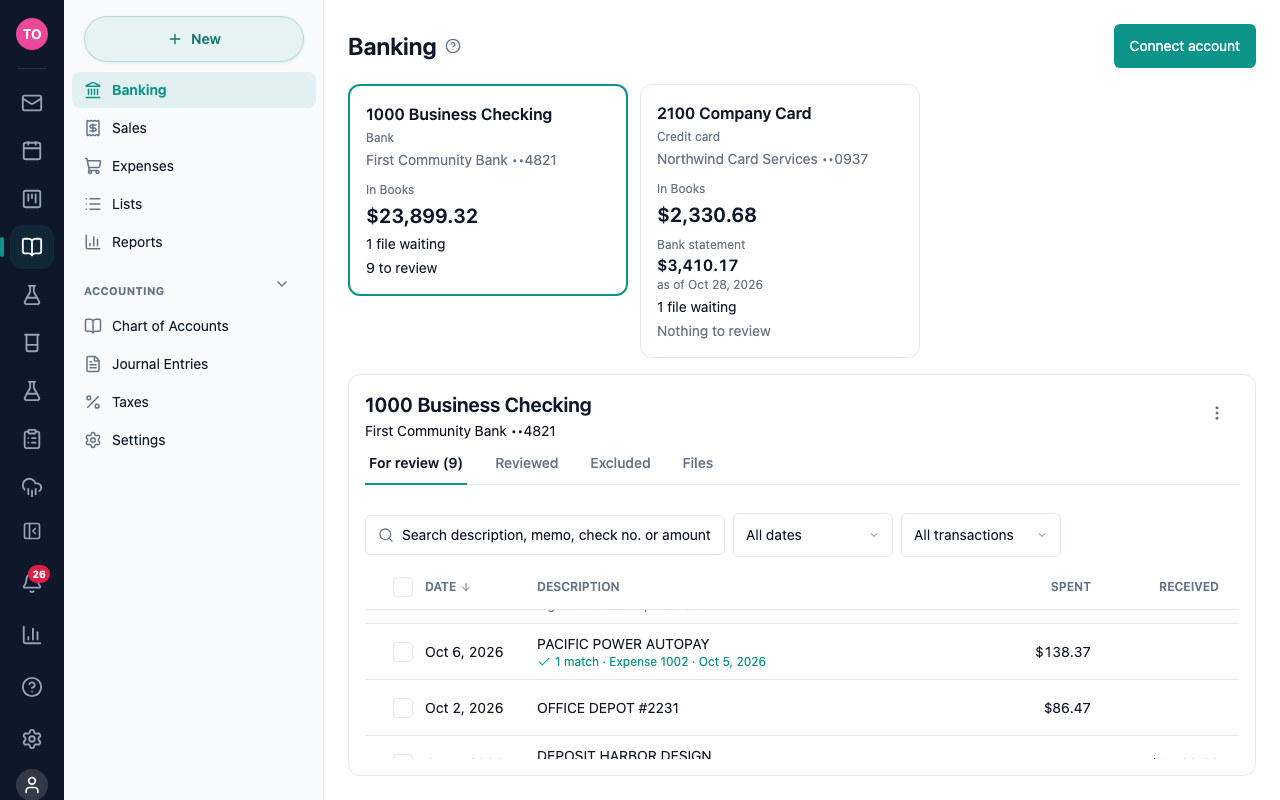 TO
26
New
Banking
Sales
Expenses
Lists
Reports
ACCOUNTING
Chart of Accounts
Journal Entries
Taxes
Settings
Banking
Connect account
1000 Business Checking
Bank
First Community Bank ••4821
In Books
$23,899.32
1 file waiting
9 to review
2100 Company Card
Credit card
Northwind Card Services ••0937
In Books
$2,330.68
Bank statement
$3,410.17
as of Oct 28, 2026
1 file waiting
Nothing to review
1000 Business Checking
First Community Bank ••4821
For review (9) Reviewed Excluded Files
Search description, memo, check no. or amount All dates All transactions
DATE DESCRIPTION SPENT RECEIVED
Oct 6, 2026 PACIFIC POWER AUTOPAY $138.37
1 match · Expense 1002 · Oct 5, 2026
Oct 2, 2026 OFFICE DEPOT #2231 $86.47
DEPOSIT HARBOR DESIGN